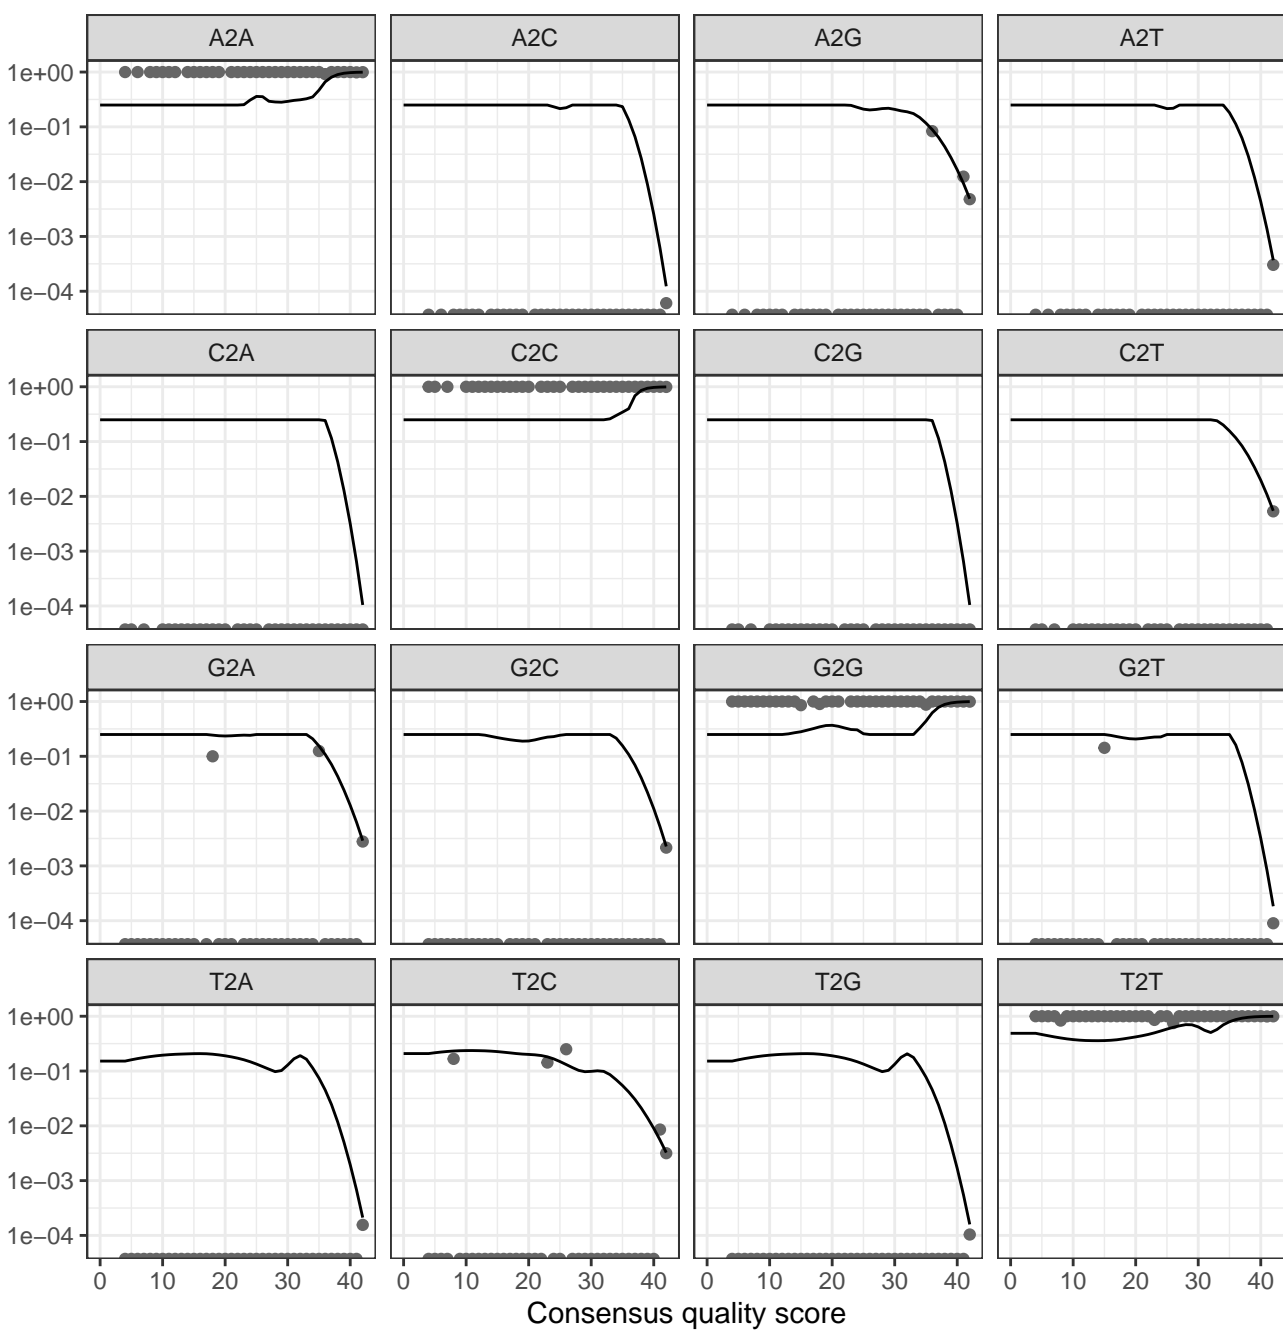 A2A A2C A2G A2T
1e+00
1e−01
1e−02
1e−03
1e−04
C2A C2C C2G C2T
1e+00
1e−01
1e−02
1e−03
1e−04
G2A G2C G2G G2T
1e+00
1e−01
1e−02
1e−03
1e−04
T2A T2C T2G T2T
1e+00
1e−01
1e−02
1e−03
1e−04
0 10 20 30 40 0 10 20 30 40 0 10 20 30 40 0 10 20 30 40
Consensus quality score